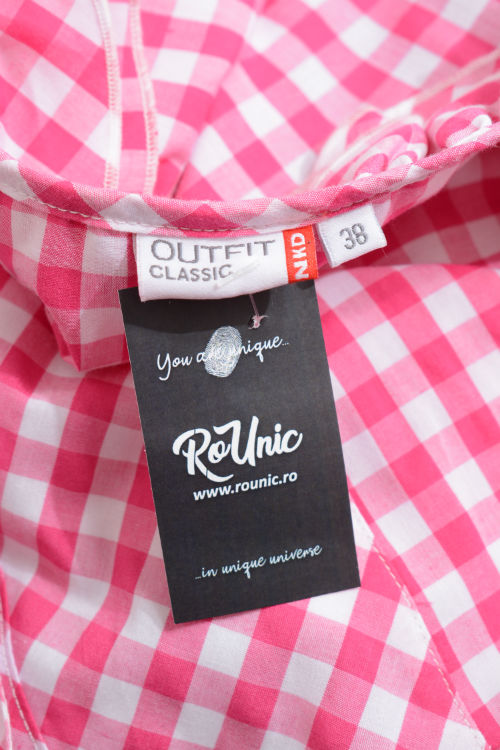 OUTFIT
CLASSIC
NKD
38
You are unique...
RoUnic
www.rounic.ro
...in unique universe